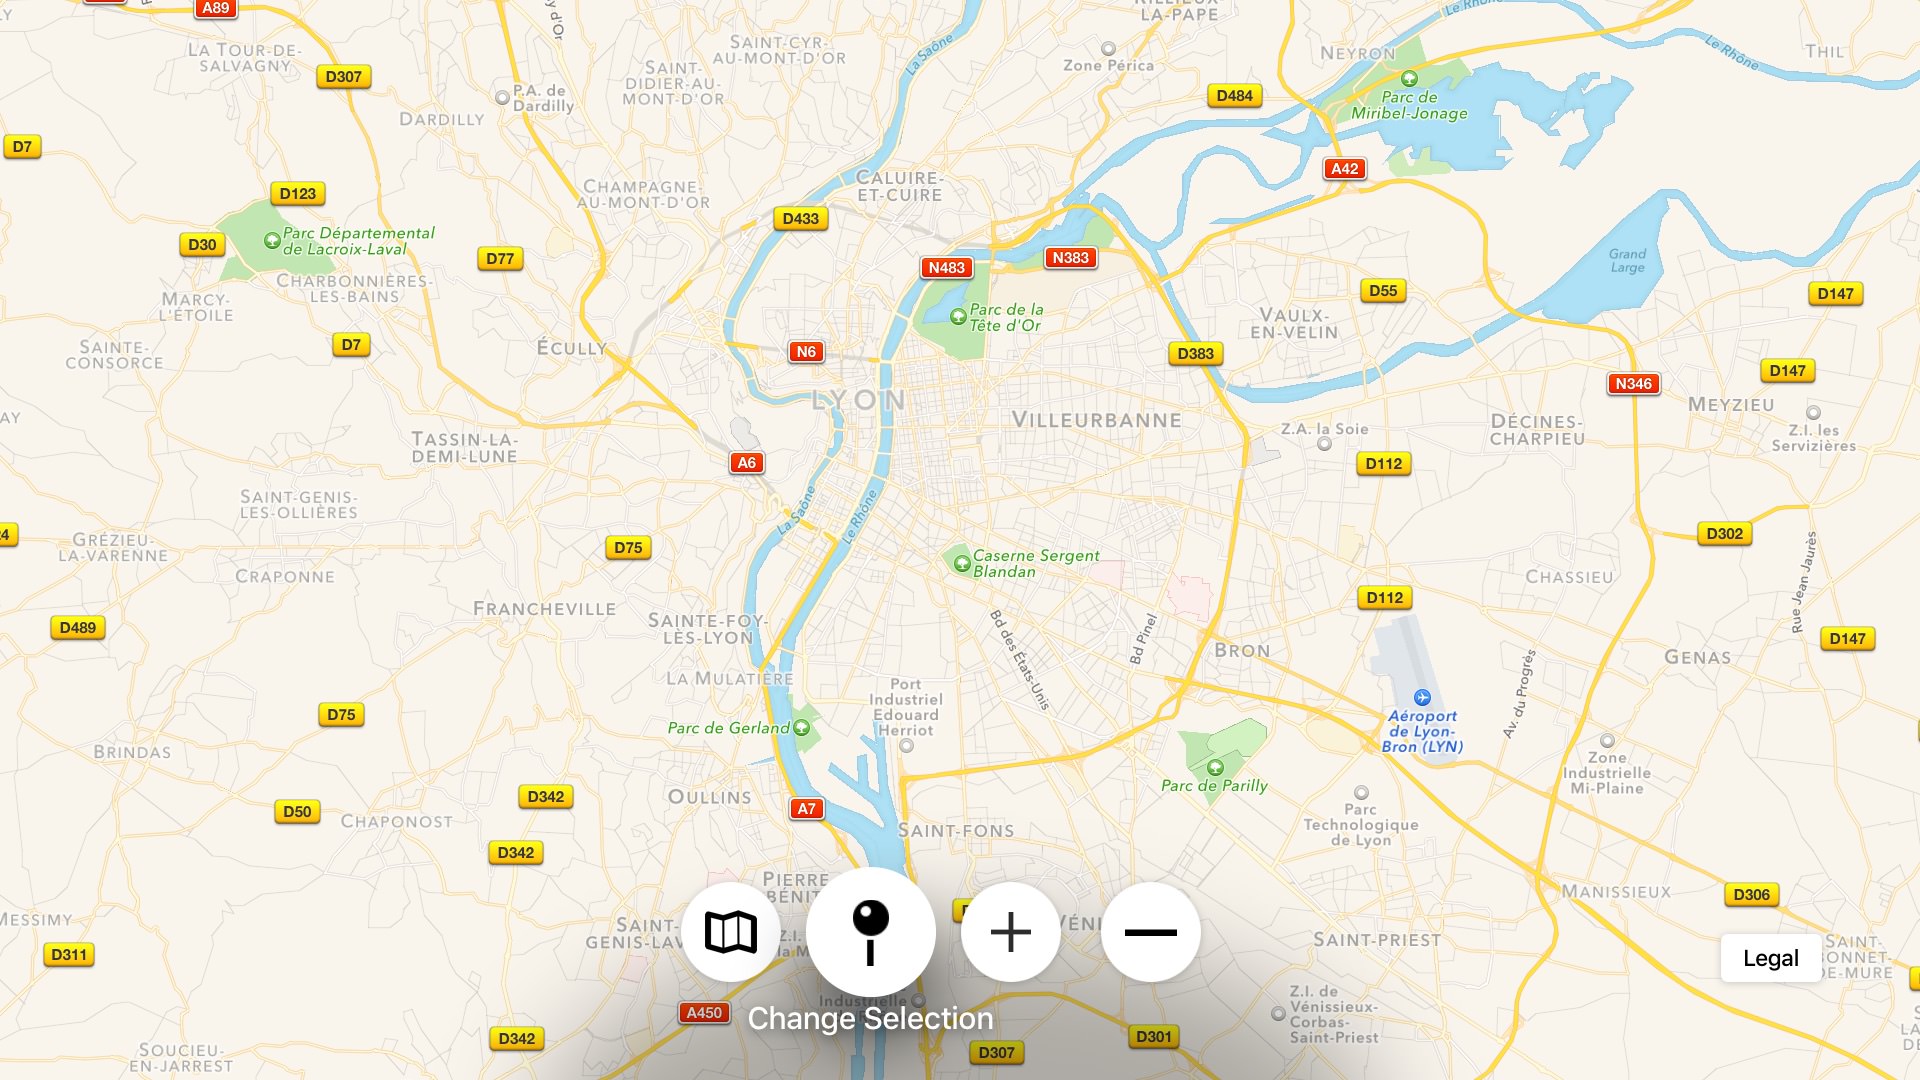 A89
LA TOUR-DE-
SALVAGNY
D307
SAINT-CYR-
AU-MONT-D'OR
SAINT-
DIDIER-AU-
MONT-D'OR
P.A. de
Dardilly
DARDILLY
La Saône
LA-PAPE
Zone Périca
Le Rhône
NEYRON
Le Rhône
THIL
D484
Parc de
Miribel-Jonage
D7
A42
D123
CHAMPAGNE-
AU-MONT-D'OR
CALUIRE-
ET-CUIRE
D433
D30
Parc Départemental
de Lacroix-Laval
D77
N483
N383
Grand
Large
CHARBONNIÈRES-
LES-BAINS
MARCY-
L'ÉTOILE
D55
D147
Parc de la
Tête d'Or
VAULX-
EN-VELIN
SAINTE-
CONSORCE
D7
ÉCULLY
N6
D383
D147
N346
LYON
VILLEURBANNE
MEYZIEU
DÉCINES-
CHARPIEU
Z.A. la Soie
Z.I. les
Servizières
TASSIN-LA-
DEMI-LUNE
A6
D112
SAINT-GENIS-
LES-OLLIÈRES
La Saône
Le Rhône
GRÉZIEU-
LA-VARENNE
D75
D302
Caserne Sergent
Blandan
CRAPONNE
CHASSIEU
Rue Jean Jaurès
D112
FRANCHEVILLE
SAINTE-FOY-
LÈS-LYON
D489
Bd des États-Unis
Bd Pinel
BRON
D147
GENAS
LA MULATIÈRE
Port
Industriel
Edouard
Herriot
Av. du Progrès
D75
Parc de Gerland
Aéroport
de Lyon-
Bron (LYN)
BRINDAS
Zone
Industrielle
Mi-Plaine
Parc de Parilly
OULLINS
D342
D50
CHAPONOST
A7
SAINT-FONS
Parc
Technologique
de Lyon
D342
PIERRE
BÉNIT
MANISSIEUX
D306
MESSIMY
SAINT-
GENIS-LAV
Z.I.
la M
VÉNI
SAINT-PRIEST
D311
Legal
SAINT-
BONNET-
DE-MURE
A450
Industrielle
Change Selection
Z.I. de
Vénissieux-
Corbas-
Saint-Priest
D342
D307
D301
SOUCIEU-
EN-JARREST